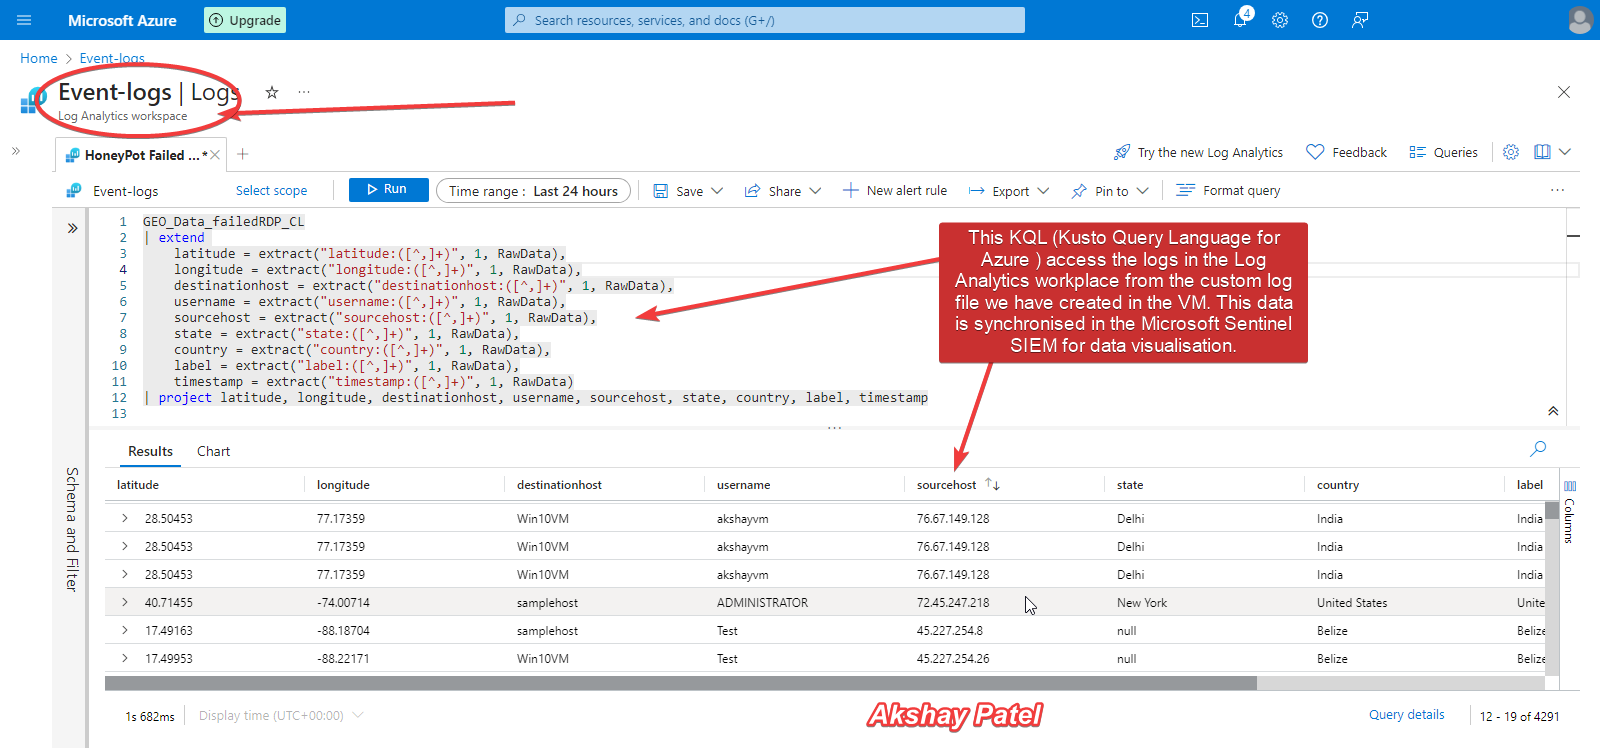 Microsoft Azure
Upgrade
Search resources, services, and docs (G+/)
4
Home > Event-logs
Event-logs | Logs
Log Analytics workspace
HoneyPot Failed ...*
Try the new Log Analytics
Feedback
Queries
Event-logs
Select scope
Run
Time range : Last 24 hours
Save
Share
New alert rule
Export
Pin to
Format query
1 GEO_Data_failedRDP_CL
2 | extend
3 latitude = extract("latitude:([^,]+)", 1, RawData),
4 longitude = extract("longitude:([^,]+)", 1, RawData),
5 destinationhost = extract("destinationhost:([^,]+)", 1, RawData),
6 username = extract("username:([^,]+)", 1, RawData),
7 sourcehost = extract("sourcehost:([^,]+)", 1, RawData),
8 state = extract("state:([^,]+)", 1, RawData),
9 country = extract("country:([^,]+)", 1, RawData),
10 label = extract("label:([^,]+)", 1, RawData),
11 timestamp = extract("timestamp:([^,]+)", 1, RawData)
12 | project latitude, longitude, destinationhost, username, sourcehost, state, country, label, timestamp
13
This KQL (Kusto Query Language for
Azure ) access the logs in the Log
Analytics workplace from the custom log
file we have created in the VM. This data
is synchronised in the Microsoft Sentinel
SIEM for data visualisation.
Schema and Filter
Results
Chart
latitude longitude destinationhost username sourcehost state country label
28.50453 77.17359 Win10VM akshayvm 76.67.149.128 Delhi India India
28.50453 77.17359 Win10VM akshayvm 76.67.149.128 Delhi India India
28.50453 77.17359 Win10VM akshayvm 76.67.149.128 Delhi India India
40.71455 -74.00714 samplehost ADMINISTRATOR 72.45.247.218 New York United States Unite
17.49163 -88.18704 samplehost Test 45.227.254.8 null Belize Belize
17.49953 -88.22171 Win10VM Test 45.227.254.26 null Belize Belize
Columns
1s 682ms
Display time (UTC+00:00)
Akshay Patel
Query details
12 - 19 of 4291